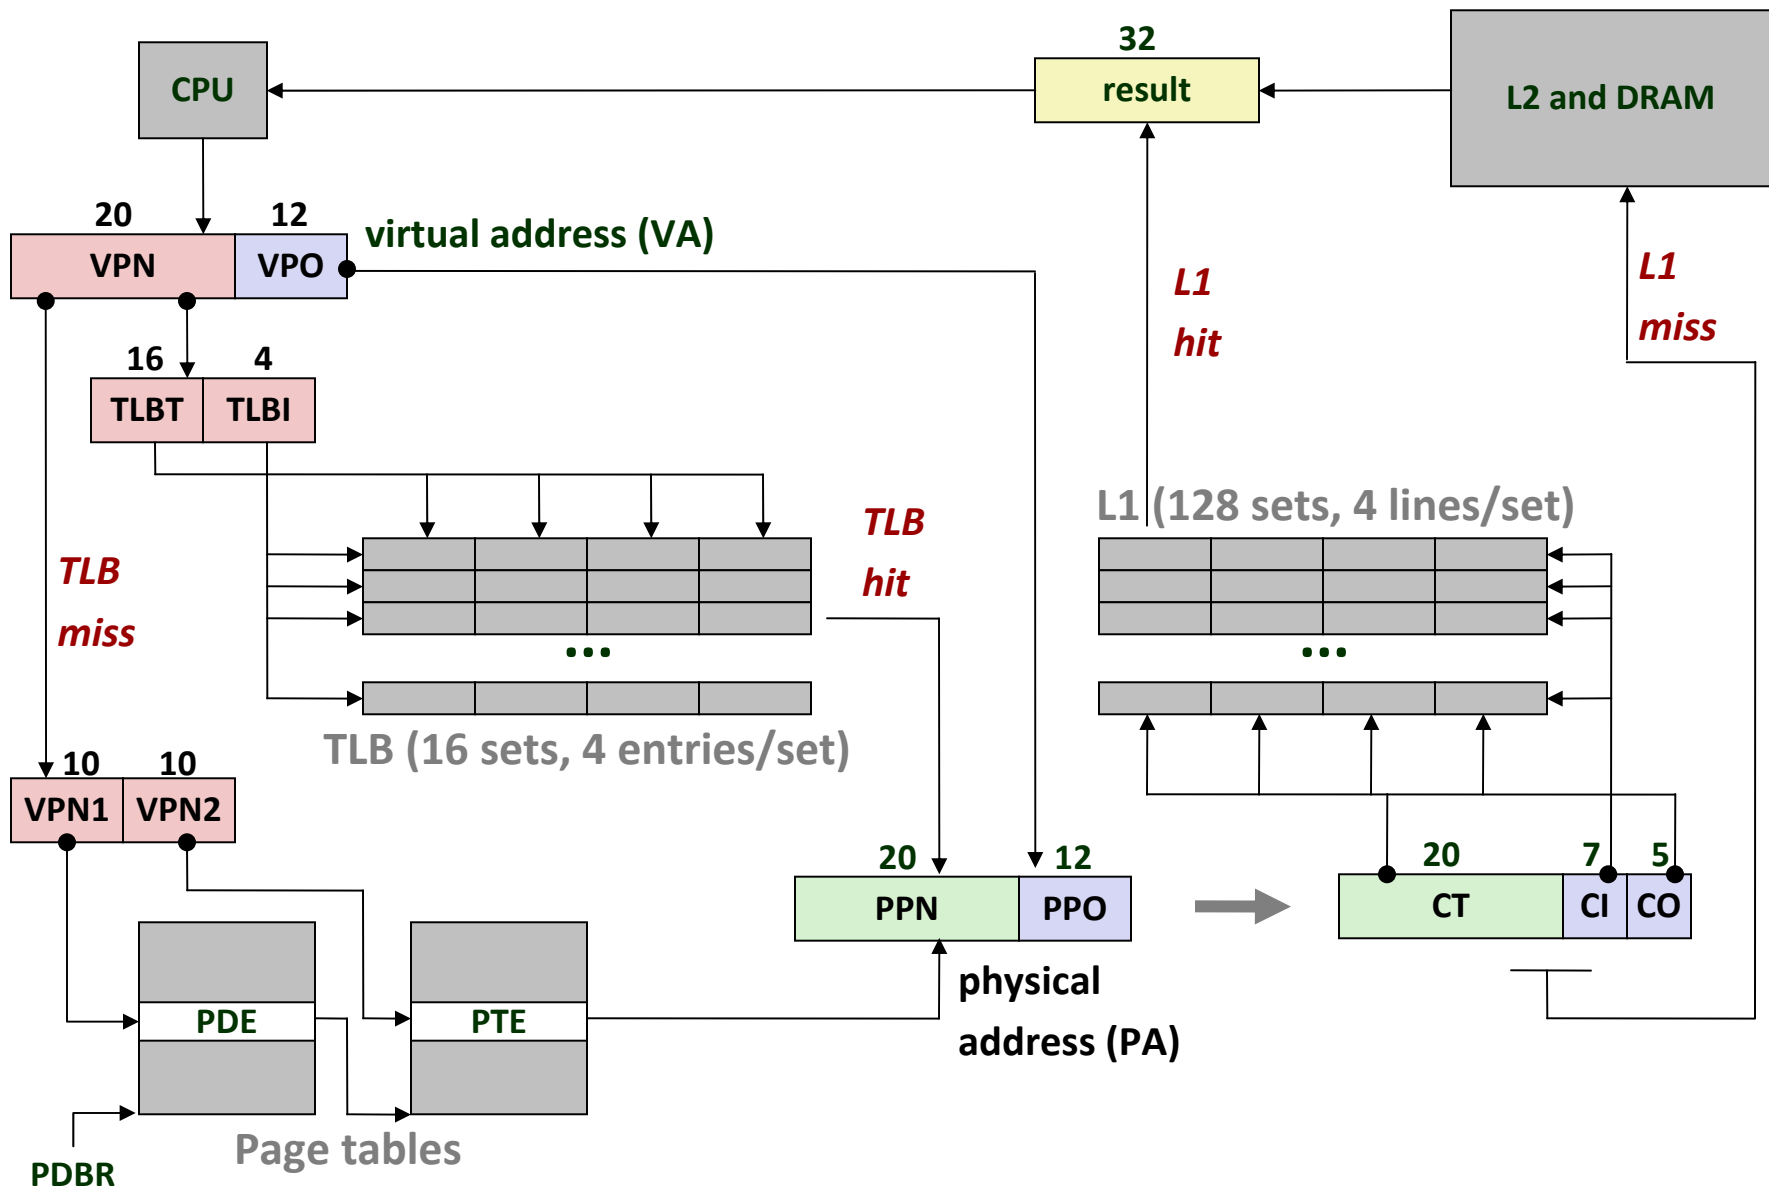 32
CPU
result
L2 and DRAM
20
12
virtual address (VA)
VPN
VPO
L1
hit
L1
miss
16
4
TLBT
TLBI
TLB
hit
L1 (128 sets, 4 lines/set)
TLB
miss
...
...
TLB (16 sets, 4 entries/set)
10
10
VPN1
VPN2
20
12
20
7
5
PPN
PPO
CT
CI
CO
physical
address (PA)
PDE
PTE
Page tables
PDBR